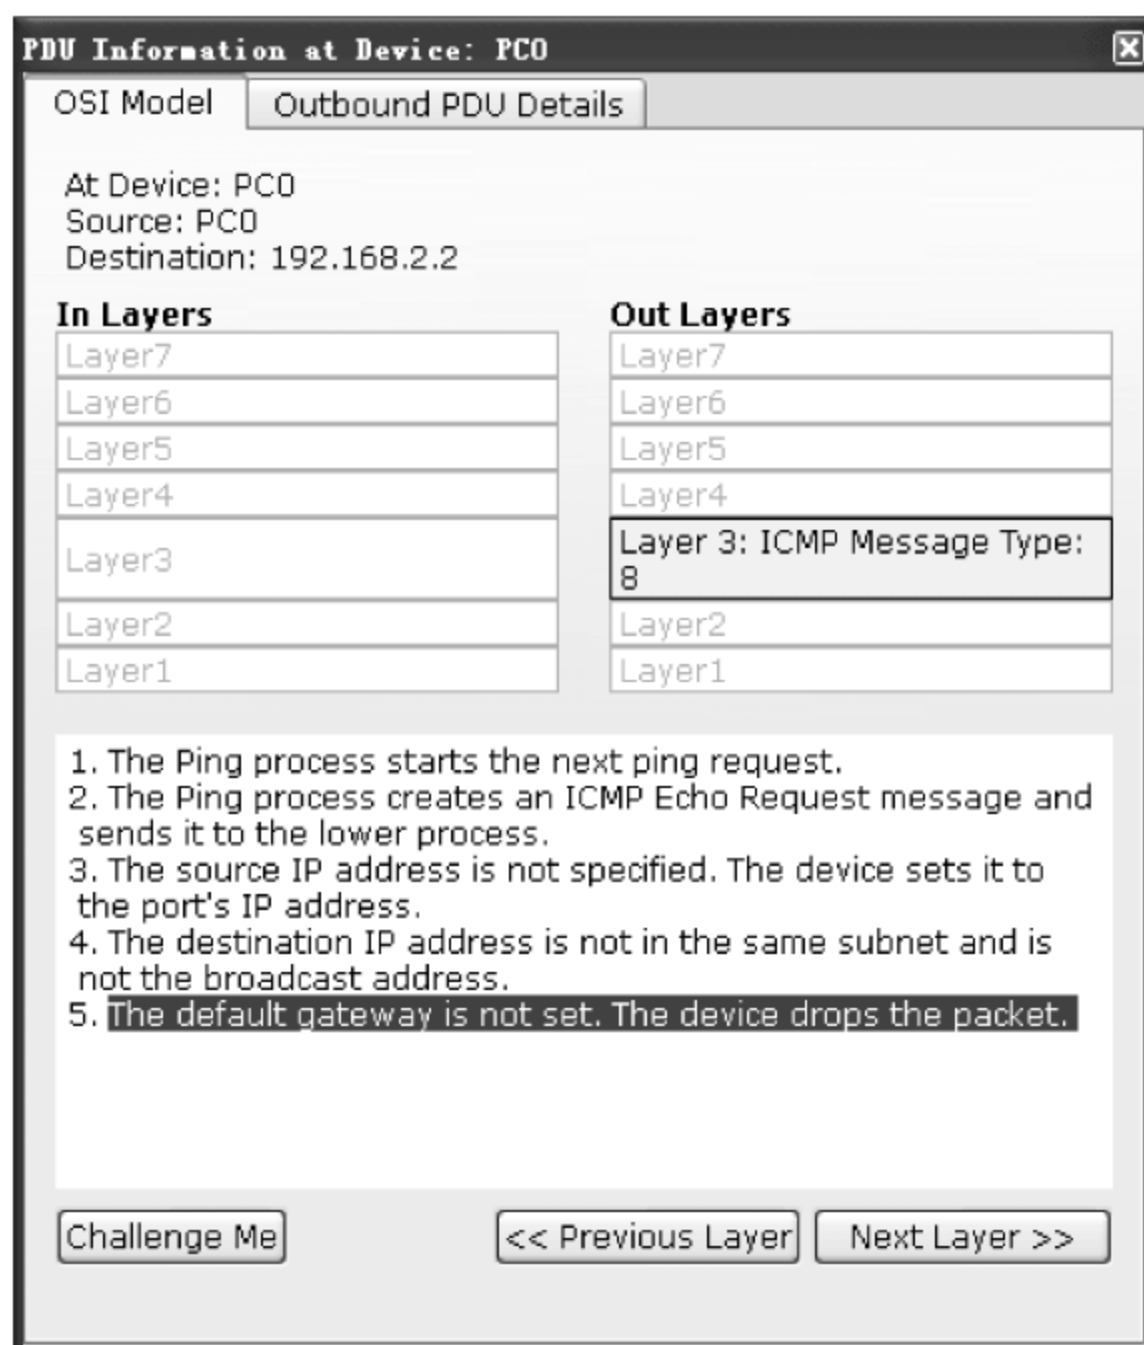 PDU Information at Device: PC0
OSI Model
Outbound PDU Details
At Device: PC0
Source: PC0
Destination: 192.168.2.2
In Layers
Layer7
Layer6
Layer5
Layer4
Layer3
Layer2
Layer1
Out Layers
Layer7
Layer6
Layer5
Layer4
Layer 3: ICMP Message Type:
8
Layer2
Layer1
1. The Ping process starts the next ping request.
2. The Ping process creates an ICMP Echo Request message and
sends it to the lower process.
3. The source IP address is not specified. The device sets it to
the port's IP address.
4. The destination IP address is not in the same subnet and is
not the broadcast address.
5. The default gateway is not set. The device drops the packet.
Challenge Me
<< Previous Layer
Next Layer >>